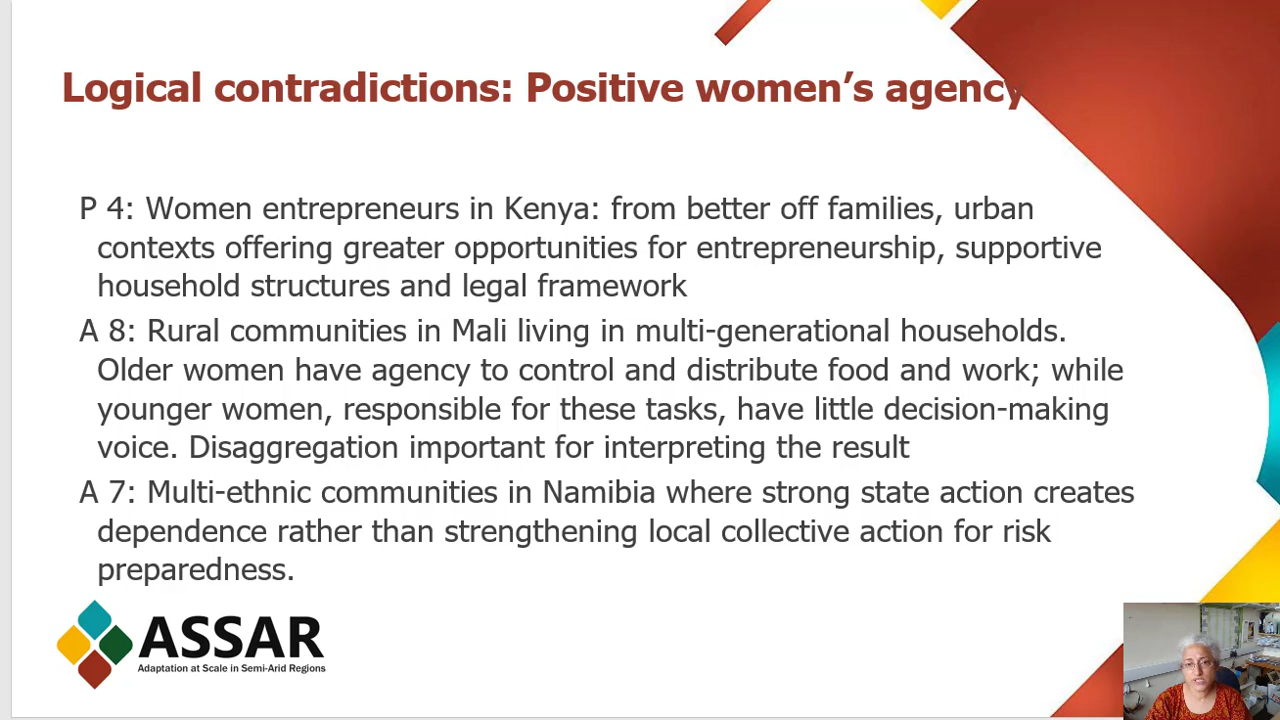 Logical contradictions: Positive women’s agency
P 4: Women entrepreneurs in Kenya: from better off families, urban
contexts offering greater opportunities for entrepreneurship, supportive
household structures and legal framework
A 8: Rural communities in Mali living in multi-generational households.
Older women have agency to control and distribute food and work; while
younger women, responsible for these tasks, have little decision-making
voice. Disaggregation important for interpreting the result
A 7: Multi-ethnic communities in Namibia where strong state action creates
dependence rather than strengthening local collective action for risk
preparedness.
ASSAR
Adaptation at Scale in Semi-Arid Regions